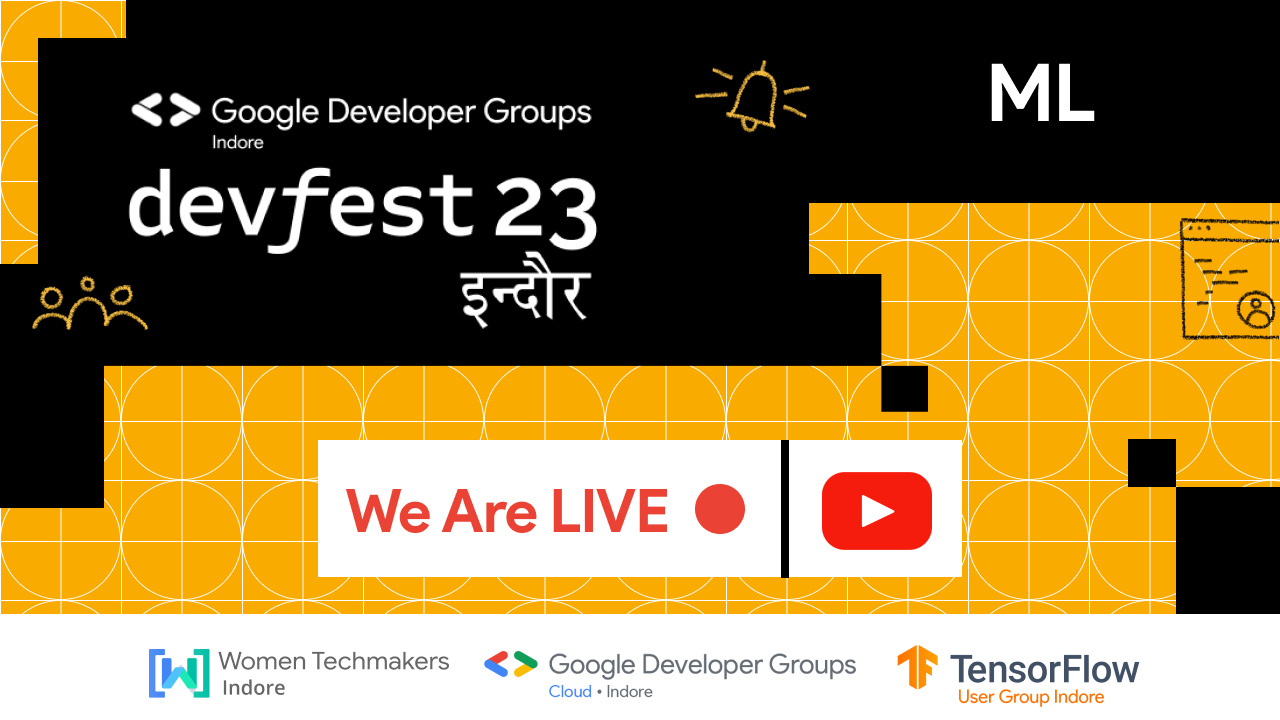 Google Developer Groups
Indore
devfest 23
इन्दौर
ML
We Are LIVE
Women Techmakers
Indore
Google Developer Groups
Cloud • Indore
TensorFlow
User Group Indore